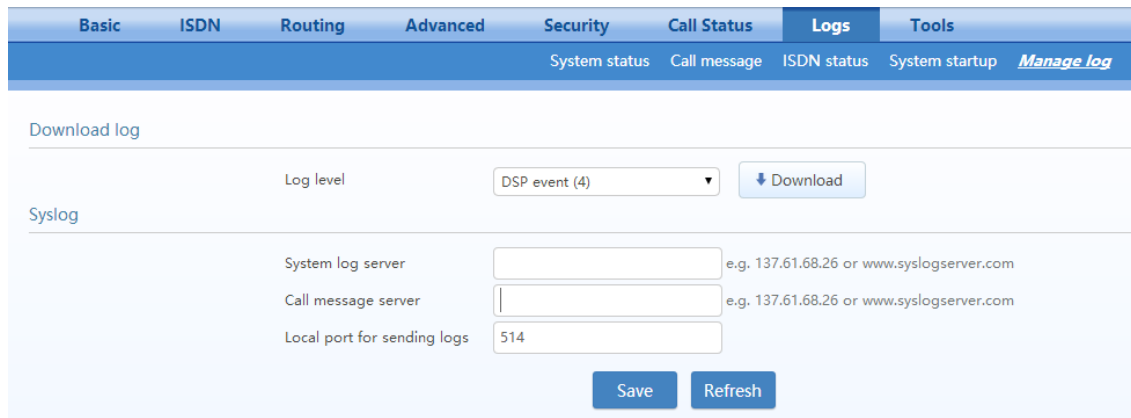 Basic ISDN Routing Advanced Security Call Status Logs Tools
System status Call message ISDN status System startup Manage log
Download log
Log level DSP event (4) Download
Syslog
System log server e.g. 137.61.68.26 or www.syslogserver.com
Call message server e.g. 137.61.68.26 or www.syslogserver.com
Local port for sending logs 514
Save Refresh